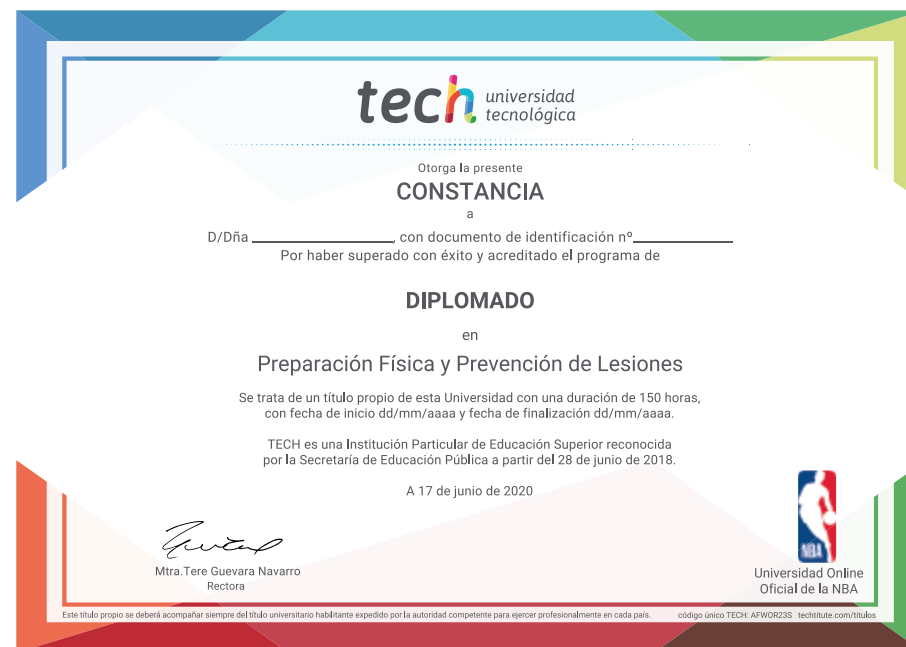 tech universidad
tecnológica
Otorga la presente
CONSTANCIA
a
D/Dña ____________________, con documento de identificación nº______________
Por haber superado con éxito y acreditado el programa de
DIPLOMADO
en
Preparación Física y Prevención de Lesiones
Se trata de un título propio de esta Universidad con una duración de 150 horas,
con fecha de inicio dd/mm/aaaa y fecha de finalización dd/mm/aaaa.
TECH es una Institución Particular de Educación Superior reconocida
por la Secretaría de Educación Pública a partir del 28 de junio de 2018.
A 17 de junio de 2020
Mtra.Tere Guevara Navarro
Rectora
NBA
Universidad Online
Oficial de la NBA
Este título propio se deberá acompañar siempre del título universitario habilitante expedido por la autoridad competente para ejercer profesionalmente en cada país.
código único TECH: AFWOR23S techtitute.com/titulos